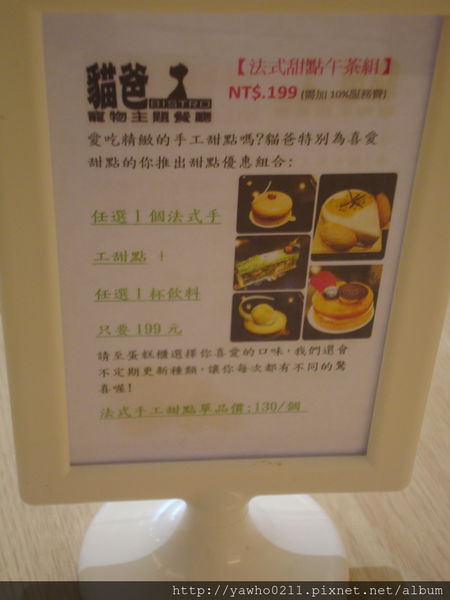 貓爸
BISTRO
寵物主題餐廳
【法式甜點午茶組】
NT$.199 (需加 10%服務費)
愛吃精緻的手工甜點嗎?貓爸特別為喜愛
甜點的你推出甜點優惠組合:
任選 1 個法式手
工甜點 +
任選 1 杯飲料
只要 199 元
請至蛋糕櫃選擇你喜愛的口味,我們還會
不定期更新種類,讓你每次都有不同的驚
喜喔!
法式手工甜點單品價:130/個
http://yawho0211.pixnet.net/album